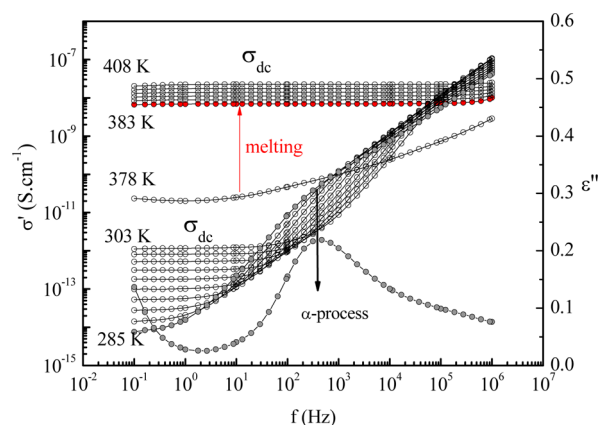 0.6
10⁻⁷
408 K
σdc
0.5
10⁻⁹
383 K
melting
0.4
σ' (S.cm⁻¹)
10⁻¹¹
378 K
0.3
ε''
303 K
σdc
0.2
10⁻¹³
α-process
0.1
285 K
10⁻¹⁵
0.0
10⁻² 10⁻¹ 10⁰ 10¹ 10² 10³ 10⁴ 10⁵ 10⁶ 10⁷
f (Hz)